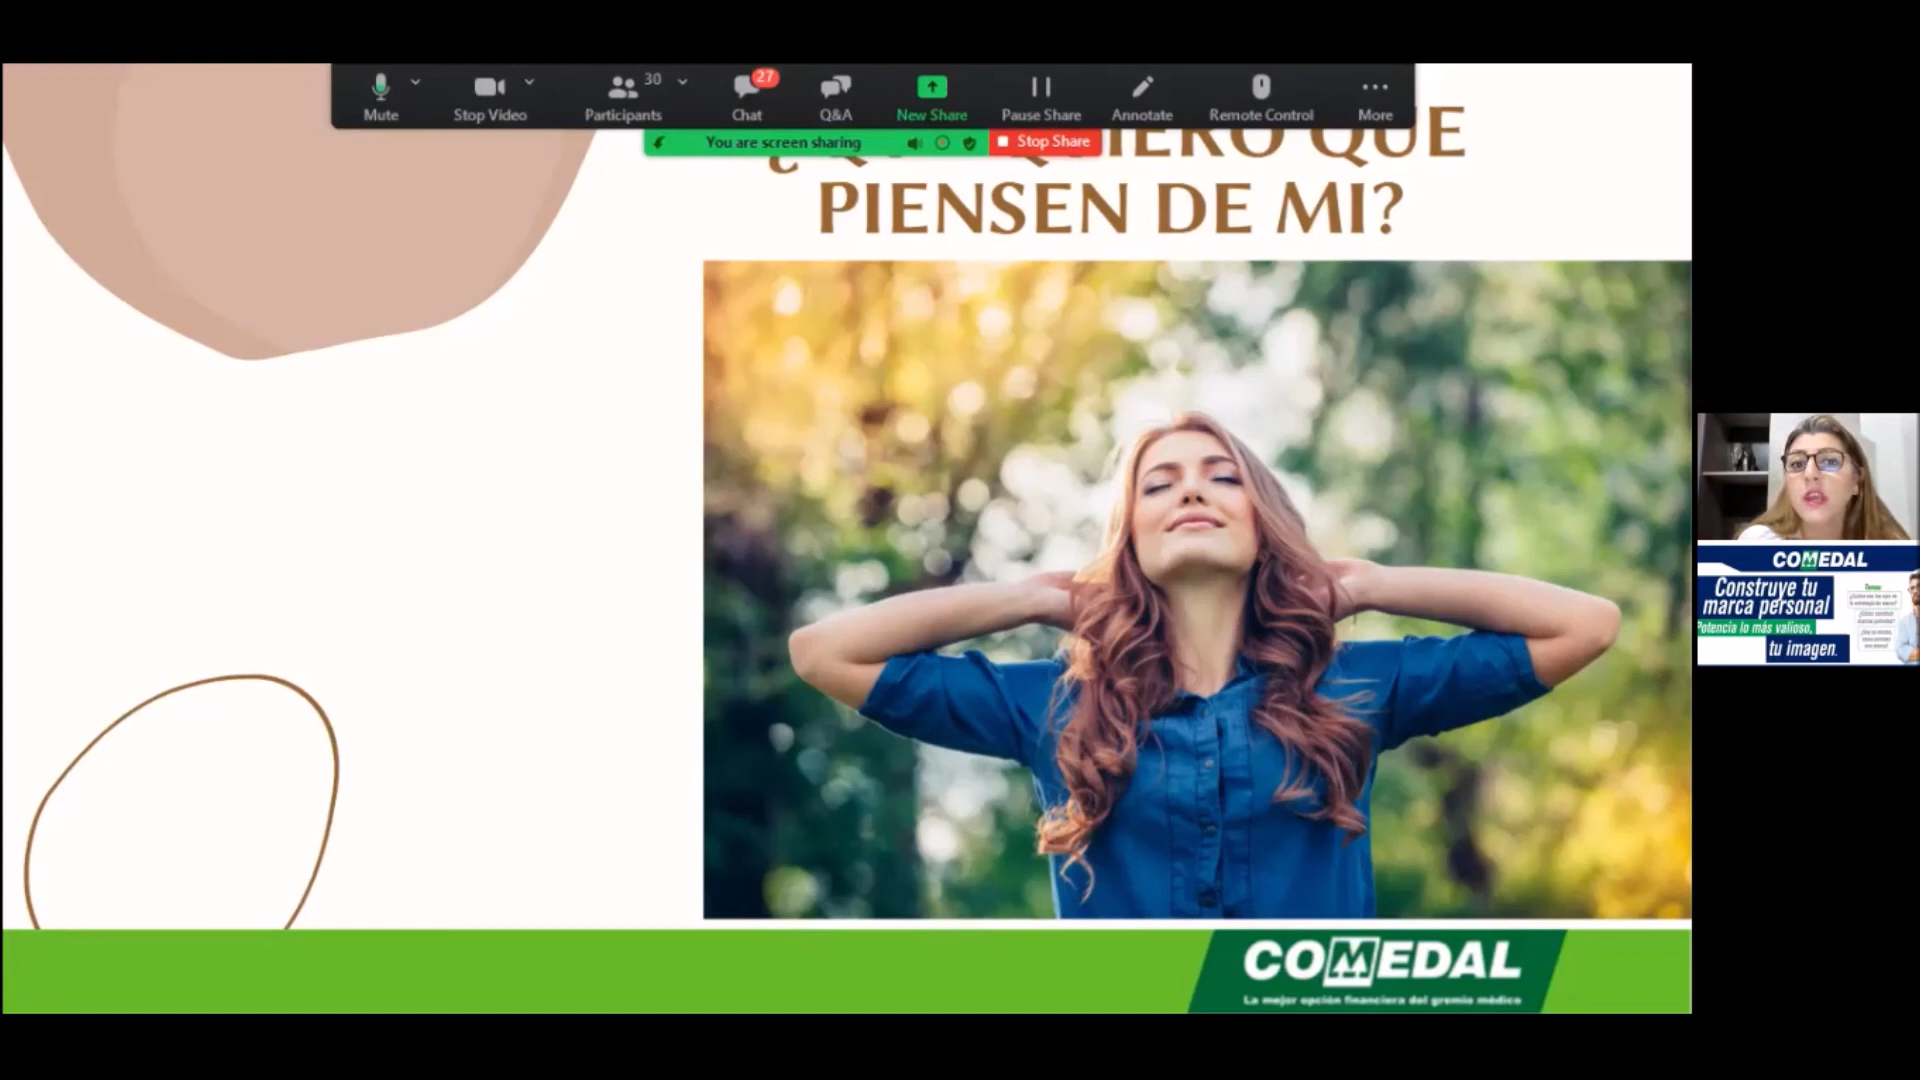 30
27
Mute
Stop Video
Participants
Chat
Q&A
New Share
Pause Share
Annotate
Remote Control
More
You are screen sharing
Stop Share
QUE
PIENSEN DE MI?
COMEDAL
La mejor opción financiera del gremio médico
COMEDAL
Construye tu
marca personal
Potencia lo más valioso,
tu imagen.
Temas: